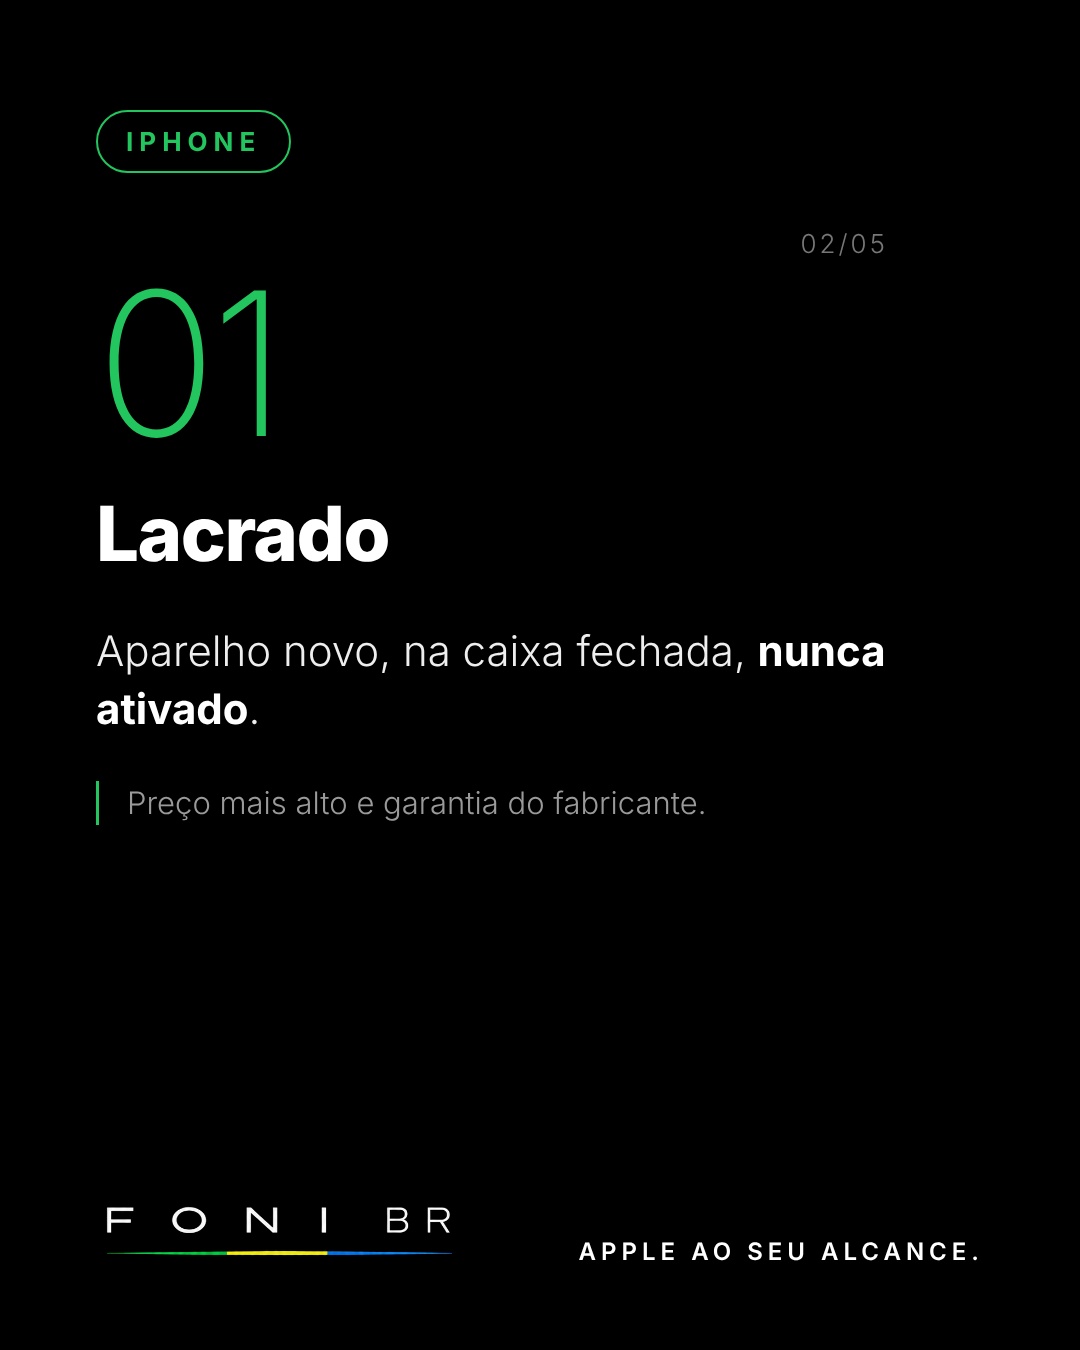 IPHONE
02/05
01
Lacrado
Aparelho novo, na caixa fechada, nunca
ativado.
Preço mais alto e garantia do fabricante.
FONI BR
APPLE AO SEU ALCANCE.